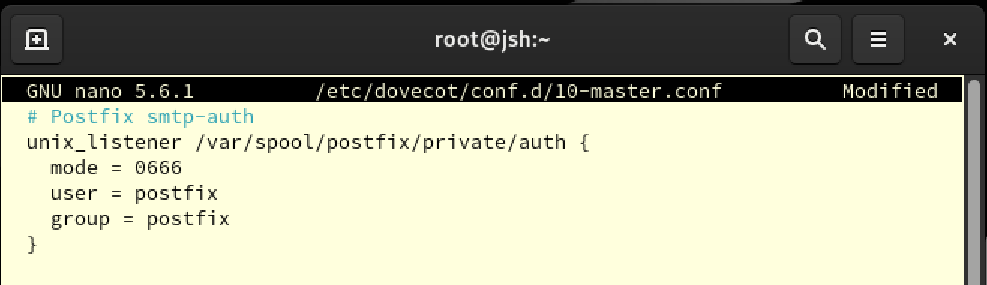 root@jsh:~
GNU nano 5.6.1 /etc/dovecot/conf.d/10-master.conf Modified
# Postfix smtp-auth
unix_listener /var/spool/postfix/private/auth {
  mode = 0666
  user = postfix
  group = postfix
}